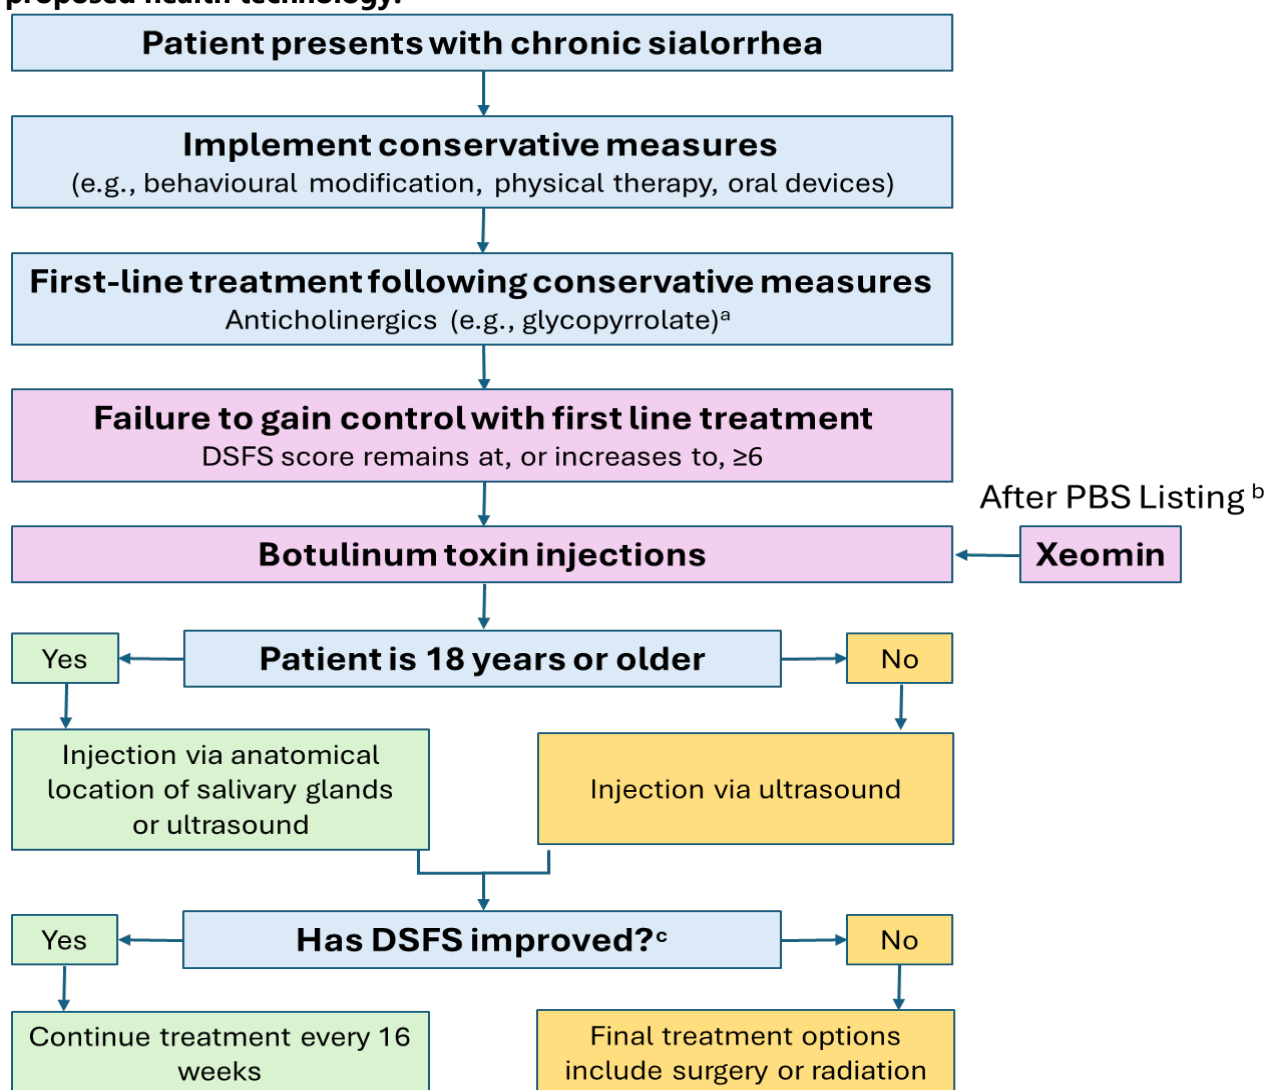 proposed health technology.
Patient presents with chronic sialorrhea
Implement conservative measures
(e.g., behavioural modification, physical therapy, oral devices)
First-line treatment following conservative measures
Anticholinergics (e.g., glycopyrrolate)ᵃ
Failure to gain control with first line treatment
DSFS score remains at, or increases to, ≥6
After PBS Listing ᵇ
Botulinum toxin injections
Xeomin
Yes
Patient is 18 years or older
No
Injection via anatomical
location of salivary glands
or ultrasound
Injection via ultrasound
Yes
Has DSFS improved?ᶜ
No
Continue treatment every 16
weeks
Final treatment options
include surgery or radiation